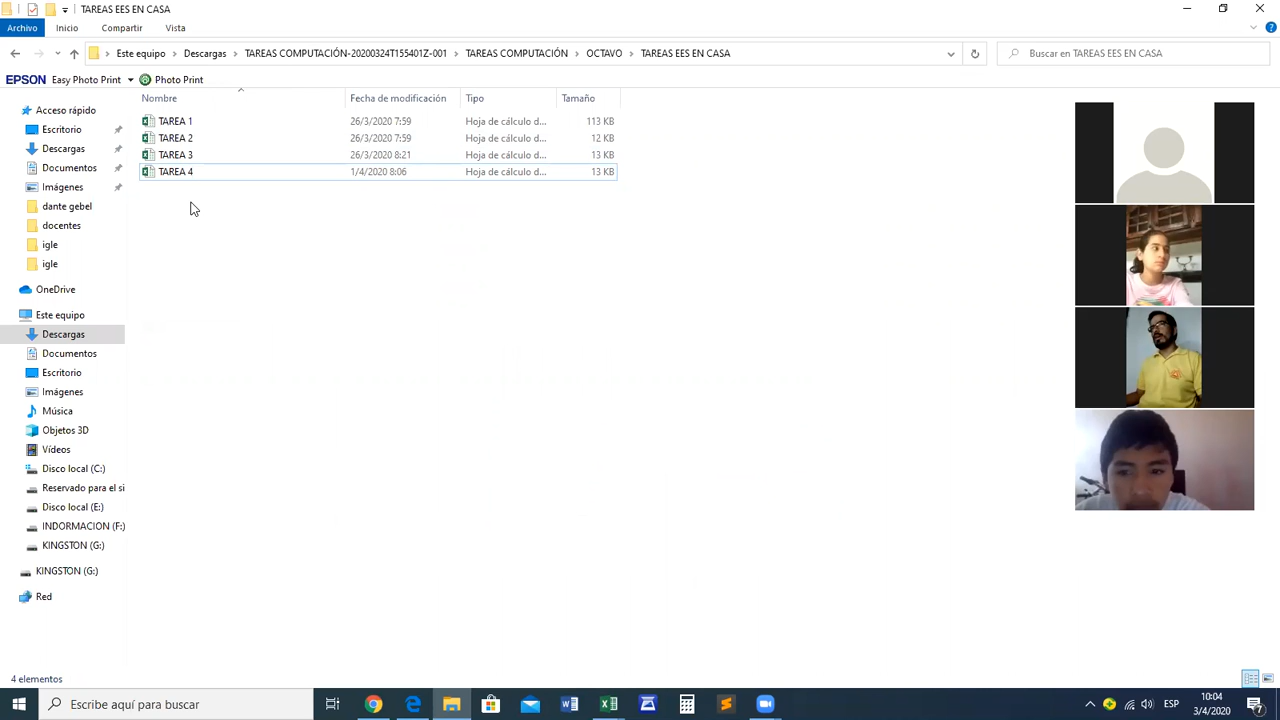 TAREAS EES EN CASA
Archivo Inicio Compartir Vista
Este equipo Descargas TAREAS COMPUTACIÓN-20200324T155401Z-001 TAREAS COMPUTACIÓN OCTAVO TAREAS EES EN CASA
Buscar en TAREAS EES EN CASA
EPSON Easy Photo Print Photo Print
Nombre Fecha de modificación Tipo Tamaño
TAREA 1 26/3/2020 7:59 Hoja de cálculo d... 113 KB
TAREA 2 26/3/2020 7:59 Hoja de cálculo d... 12 KB
TAREA 3 26/3/2020 8:21 Hoja de cálculo d... 13 KB
TAREA 4 1/4/2020 8:06 Hoja de cálculo d... 13 KB
Acceso rápido
Escritorio
Descargas
Documentos
Imágenes
dante gebel
docentes
igle
igle
OneDrive
Este equipo
Descargas
Documentos
Escritorio
Imágenes
Música
Objetos 3D
Vídeos
Disco local (C:)
Reservado para el si
Disco local (E:)
INDORMACION (F:)
KINGSTON (G:)
KINGSTON (G:)
Red
4 elementos
Escribe aquí para buscar
ESP
10:04
3/4/2020
7